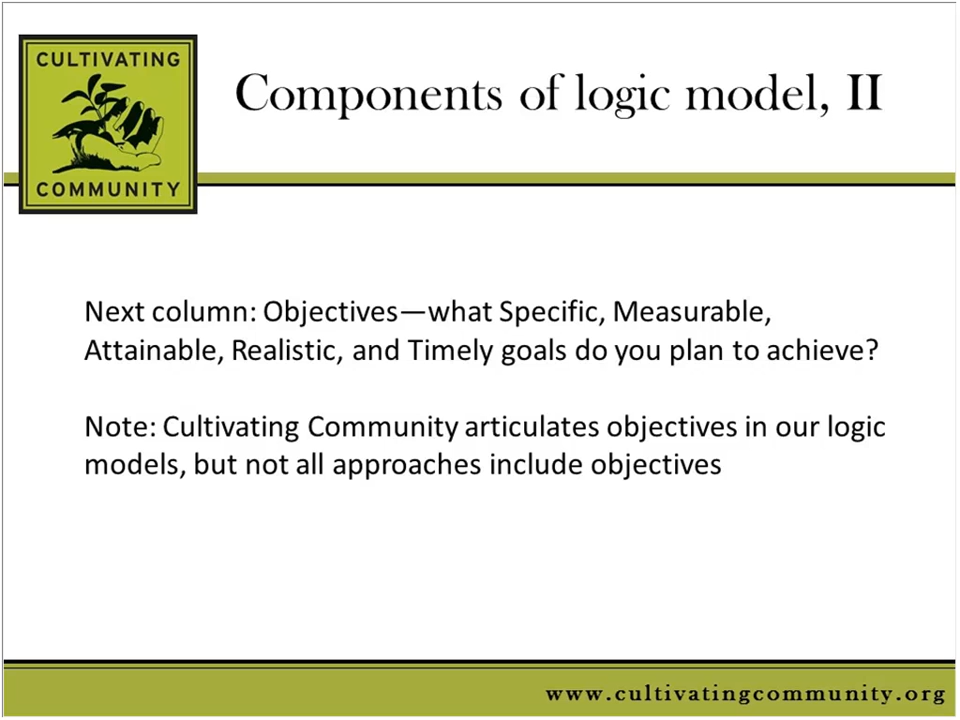 CULTIVATING
COMMUNITY
Components of logic model, II
Next column: Objectives—what Specific, Measurable,
Attainable, Realistic, and Timely goals do you plan to achieve?
Note: Cultivating Community articulates objectives in our logic
models, but not all approaches include objectives
www.cultivatingcommunity.org